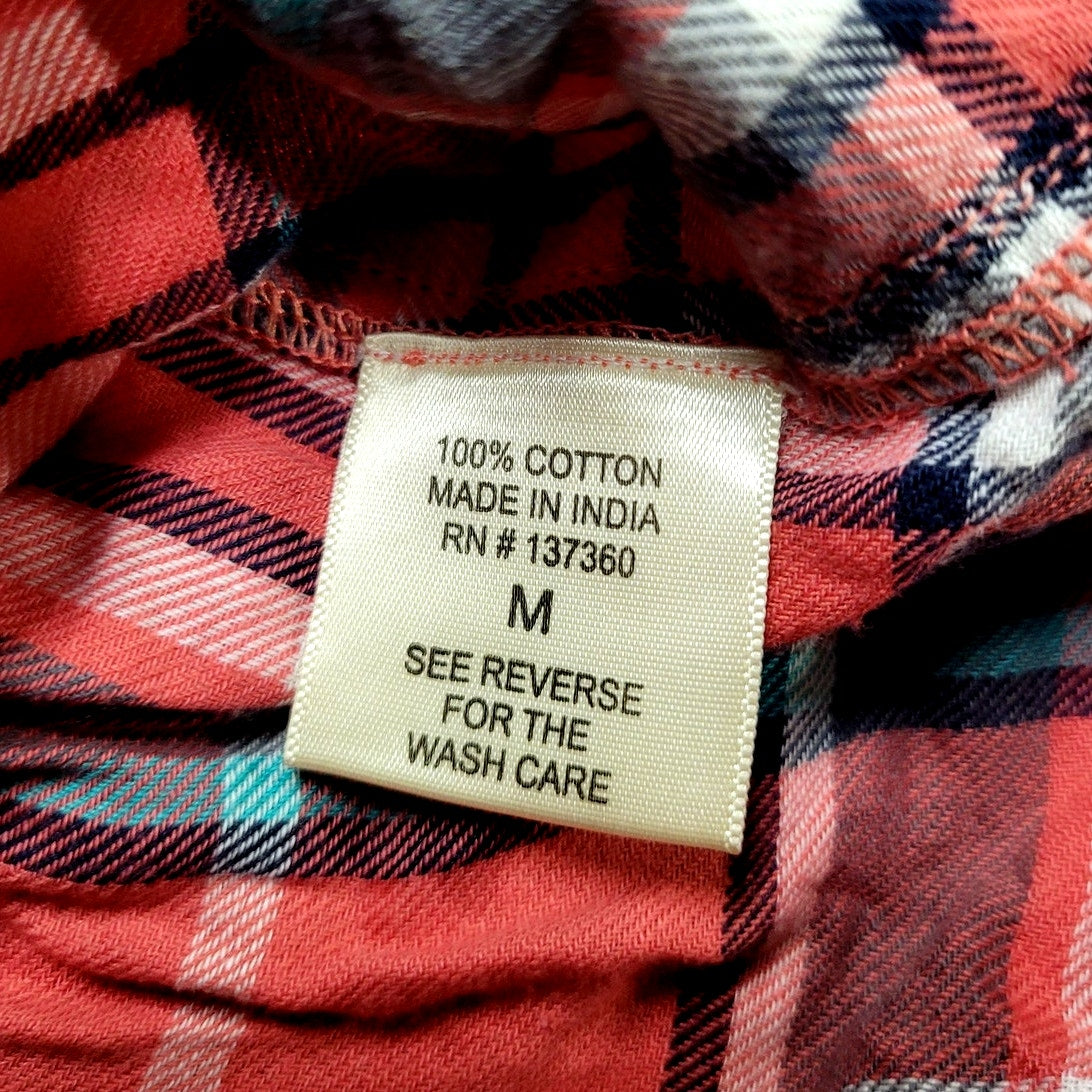 100% COTTON
MADE IN INDIA
RN # 137360
M
SEE REVERSE
FOR THE
WASH CARE